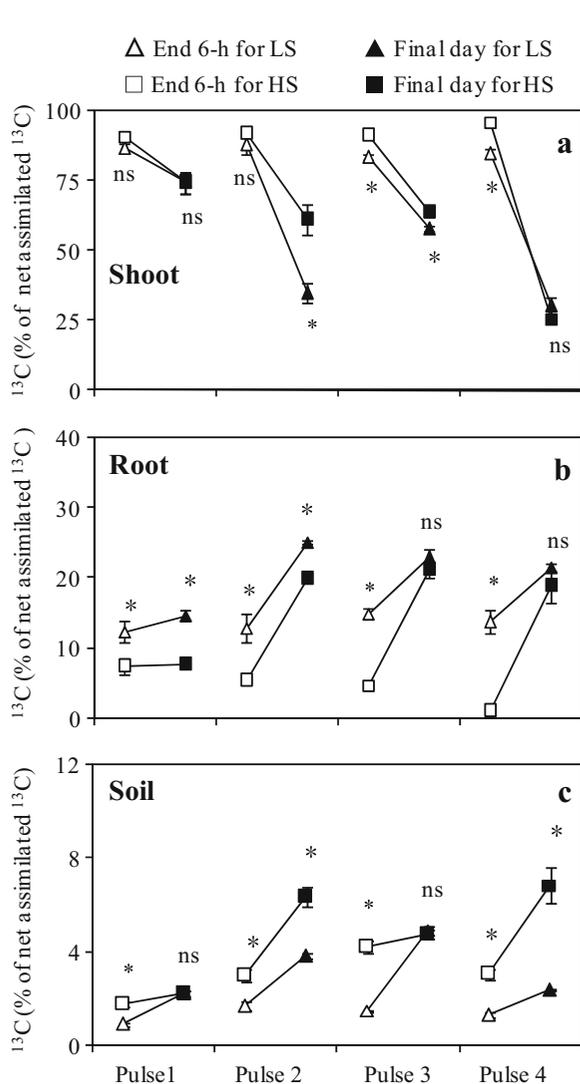 End 6-h for LS Final day for LS
End 6-h for HS Final day for HS
13C (% of net assimilated 13C)
100
75
50
25
0
a
Shoot
ns
ns
ns
*
*
*
*
ns
13C (% of net assimilated 13C)
40
30
20
10
0
Root
b
*
*
*
*
*
ns
*
ns
13C (% of net assimilated 13C)
12
8
4
0
Soil
c
*
ns
*
*
*
ns
*
*
Pulse1 Pulse 2 Pulse 3 Pulse 4